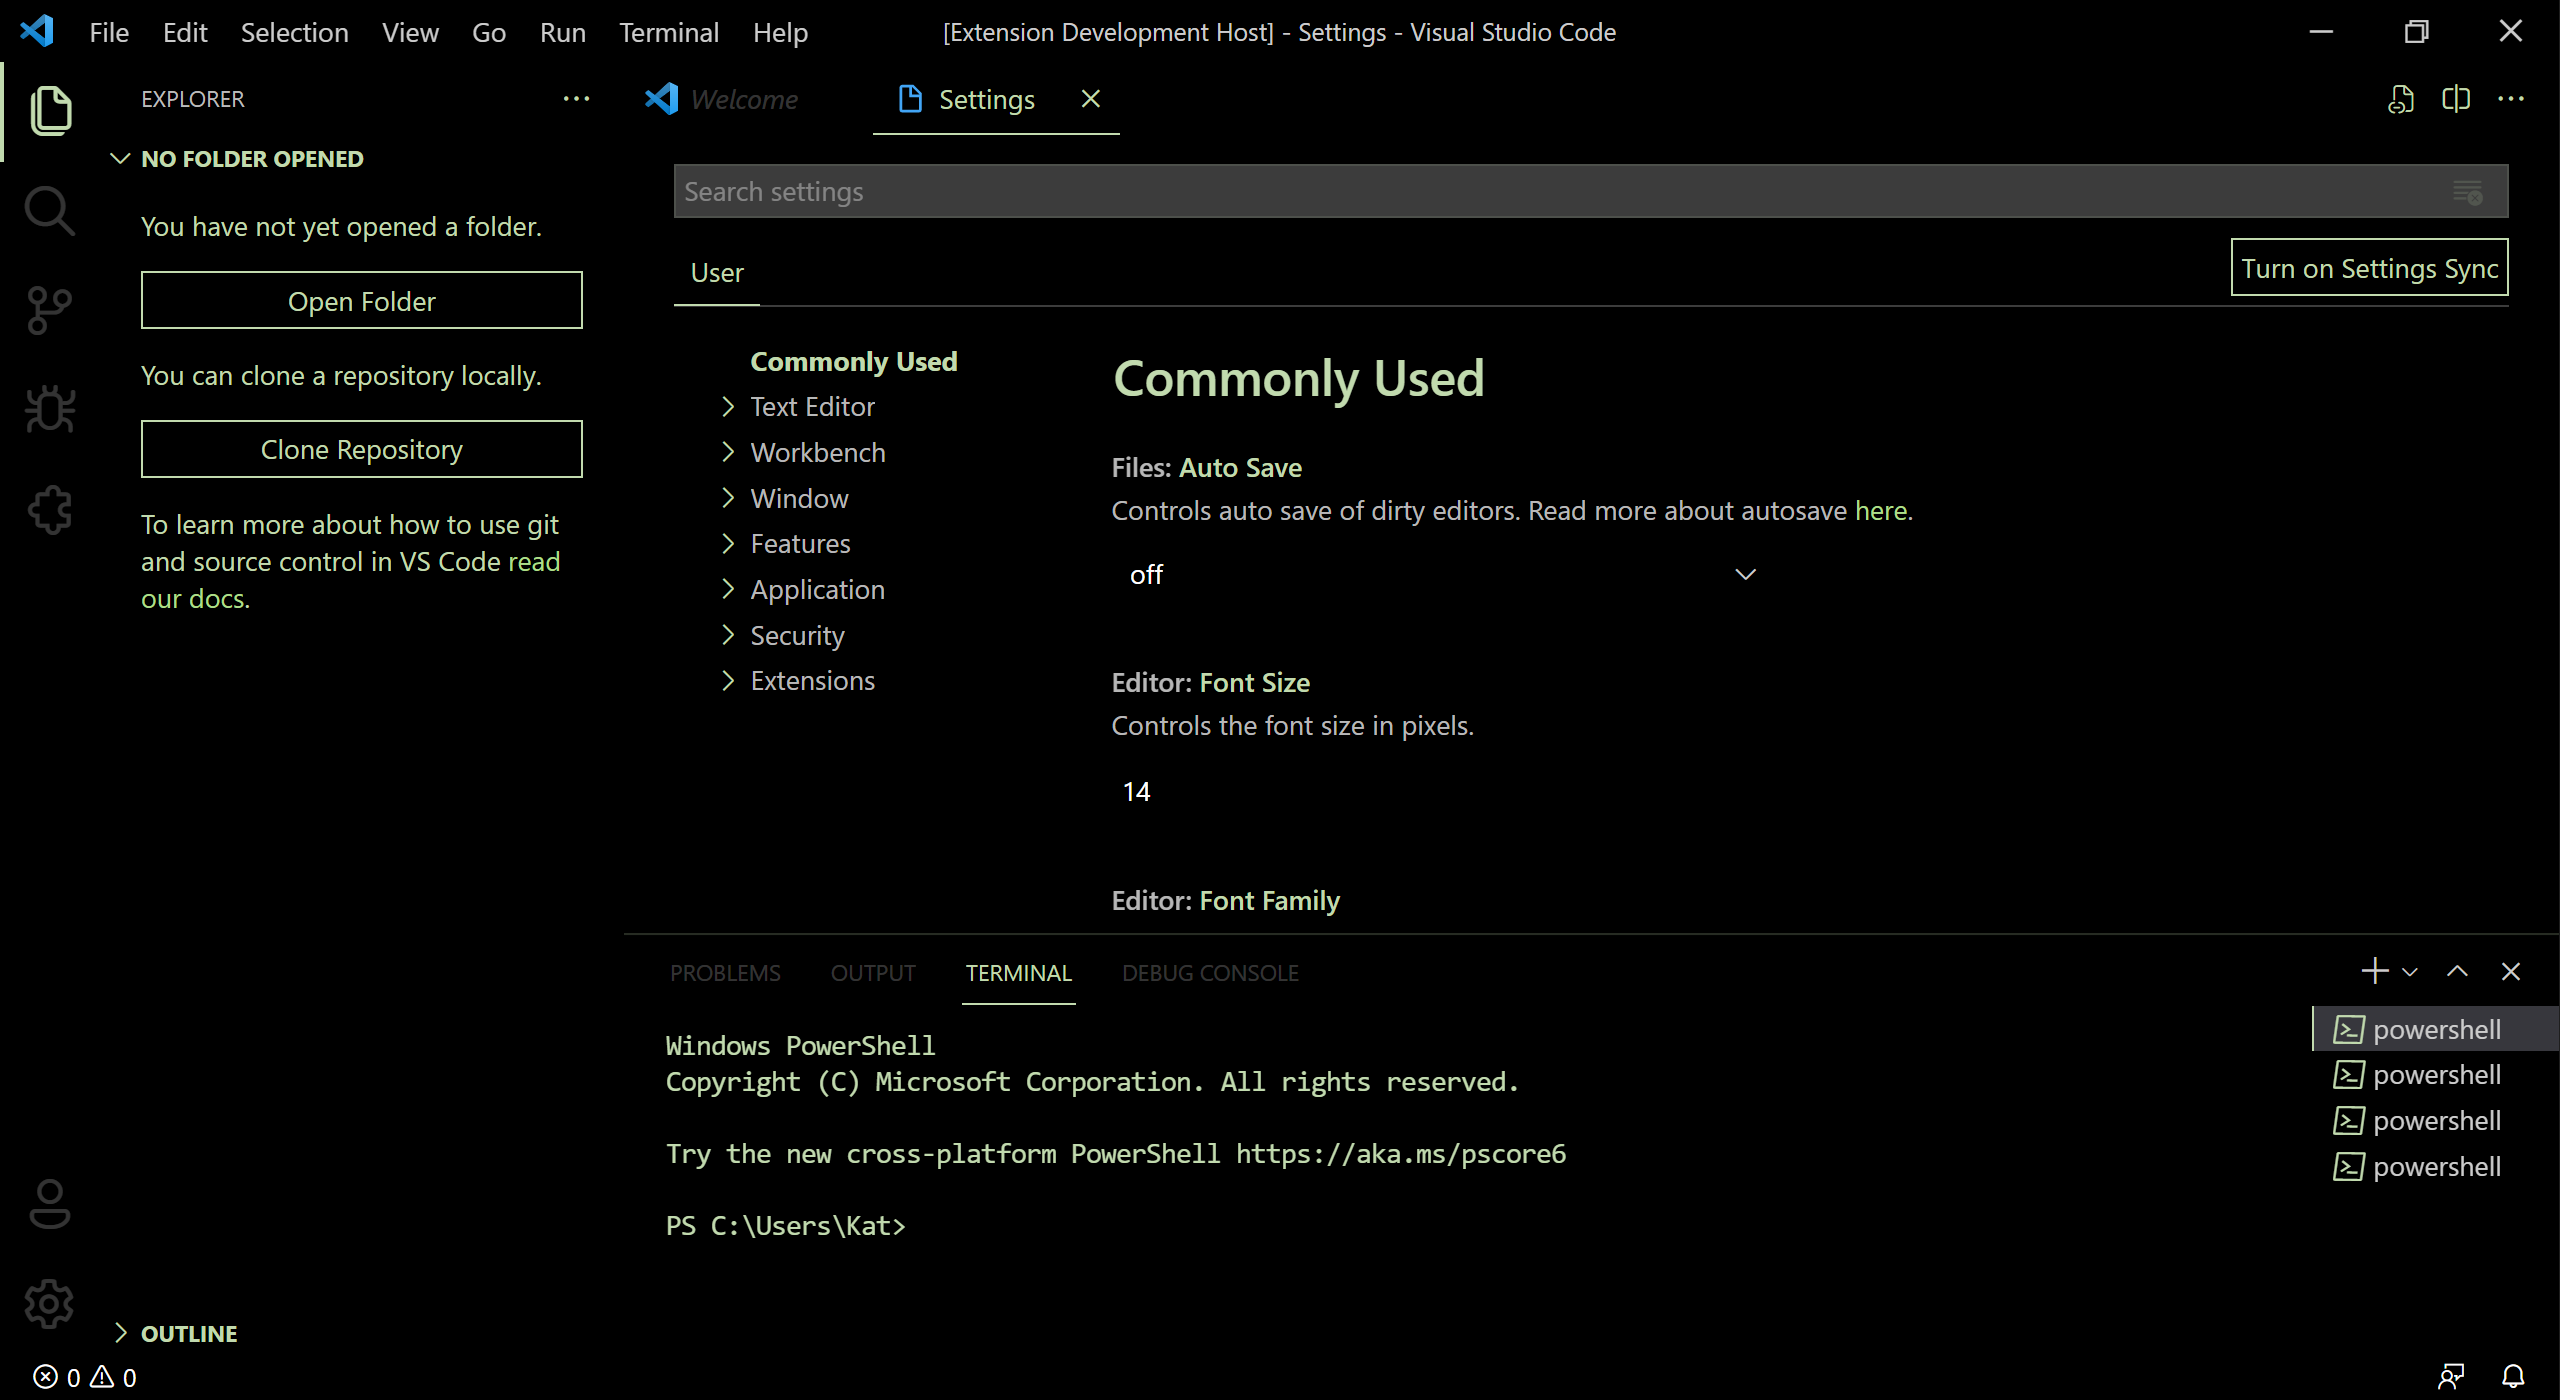 File Edit Selection View Go Run Terminal Help [Extension Development Host] - Settings - Visual Studio Code
EXPLORER
NO FOLDER OPENED
You have not yet opened a folder.
Open Folder
You can clone a repository locally.
Clone Repository
To learn more about how to use git
and source control in VS Code read
our docs.
OUTLINE
Welcome Settings
Search settings
User
Turn on Settings Sync
Commonly Used
Text Editor
Workbench
Window
Features
Application
Security
Extensions
Commonly Used
Files: Auto Save
Controls auto save of dirty editors. Read more about autosave here.
off
Editor: Font Size
Controls the font size in pixels.
14
Editor: Font Family
PROBLEMS OUTPUT TERMINAL DEBUG CONSOLE
Windows PowerShell
Copyright (C) Microsoft Corporation. All rights reserved.
Try the new cross-platform PowerShell https://aka.ms/pscore6
PS C:\Users\Kat>
powershell
powershell
powershell
powershell
0 0